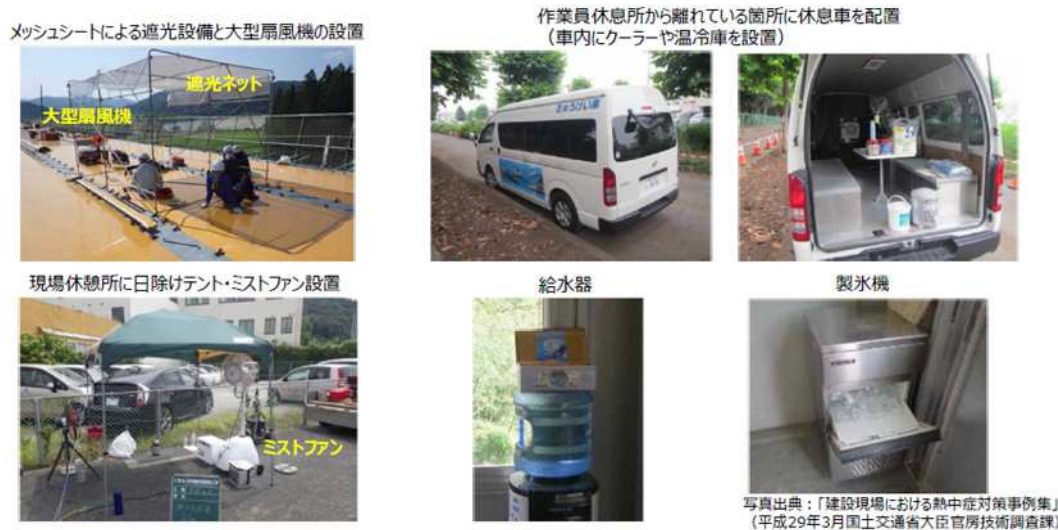 メッシュシートによる遮光設備と大型扇風機の設置
遮光ネット
大型扇風機
作業員休息所から離れている箇所に休息車を配置
（車内にクーラーや温冷庫を設置）
きゅうけい車
現場休憩所に日除けテント・ミストファン設置
ミストファン
給水器
製氷機
写真出典：「建設現場における熱中症対策事例集」
（平成29年3月国土交通省大臣官房技術調査課）